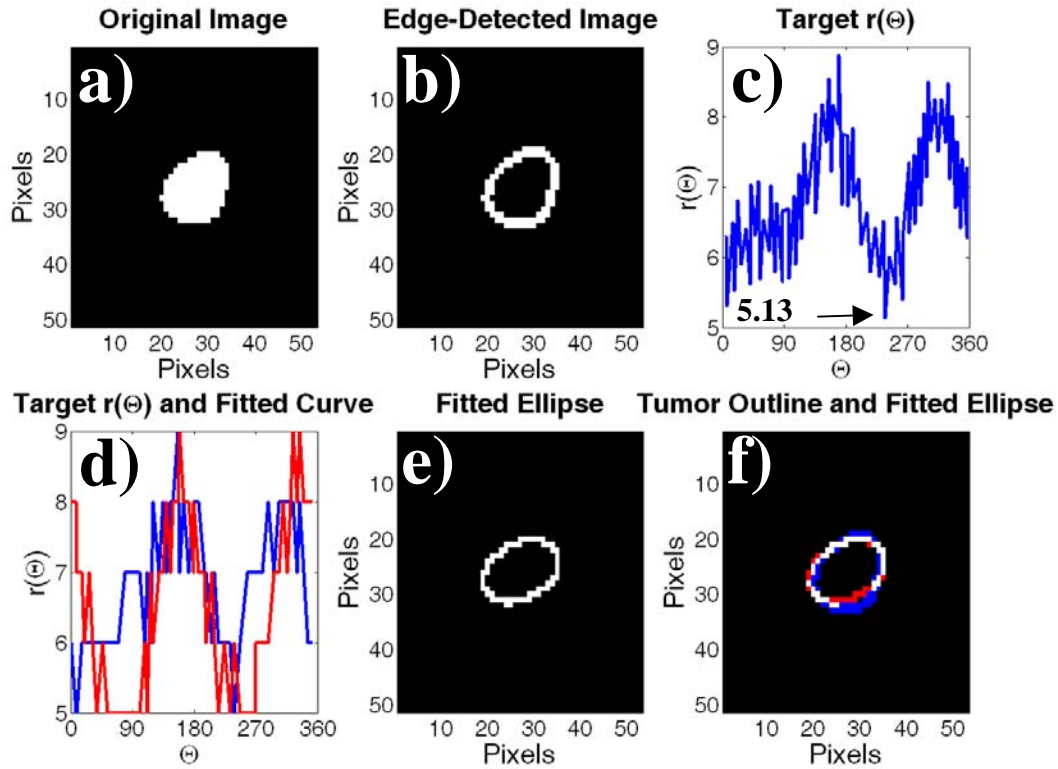 Original Image
Edge-Detected Image
Target r(Θ)
a)
10
20
30
40
50
Pixels
10 20 30 40 50
Pixels
b)
10
20
30
40
50
Pixels
10 20 30 40 50
Pixels
c)
9
8
7
6
5
r(Θ)
5.13
0 90 180 270 360
Θ
Target r(Θ) and Fitted Curve
Fitted Ellipse
Tumor Outline and Fitted Ellipse
d)
9
8
7
6
5
r(Θ)
0 90 180 270 360
Θ
e)
10
20
30
40
50
Pixels
10 20 30 40 50
Pixels
f)
10
20
30
40
50
Pixels
10 20 30 40 50
Pixels